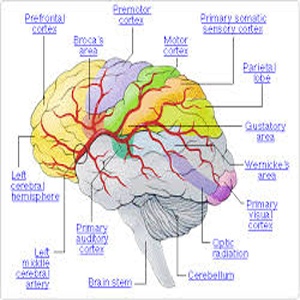 Prefrontal
cortex
Premotor
cortex
Broca's
area
Motor
cortex
Primary somatic
sensory cortex
Parietal
lobe
Gustatory
area
Wernicke's
area
Primary
visual
cortex
Optic
radiation
Cerebellum
Brain stem
Primary
auditory
cortex
Left
middle
cerebral
artery
Left
cerebral
hemisphere